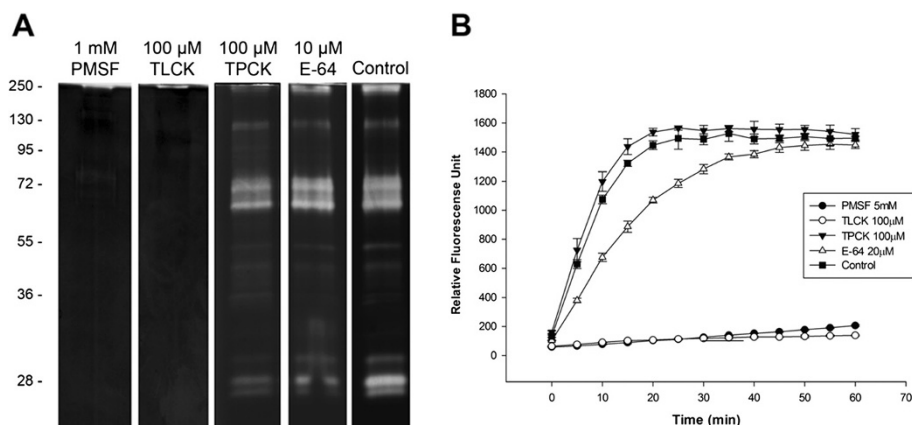 A
1 mM PMSF
100 µM TLCK
100 µM TPCK
10 µM E-64
Control
250 -
130 -
95 -
72 -
55 -
36 -
28 -
B
Relative Fluorescense Unit
1800
1600
1400
1200
1000
800
600
400
200
0
0 10 20 30 40 50 60 70
Time (min)
PMSF 5mM
TLCK 100µM
TPCK 100µM
E-64 20µM
Control